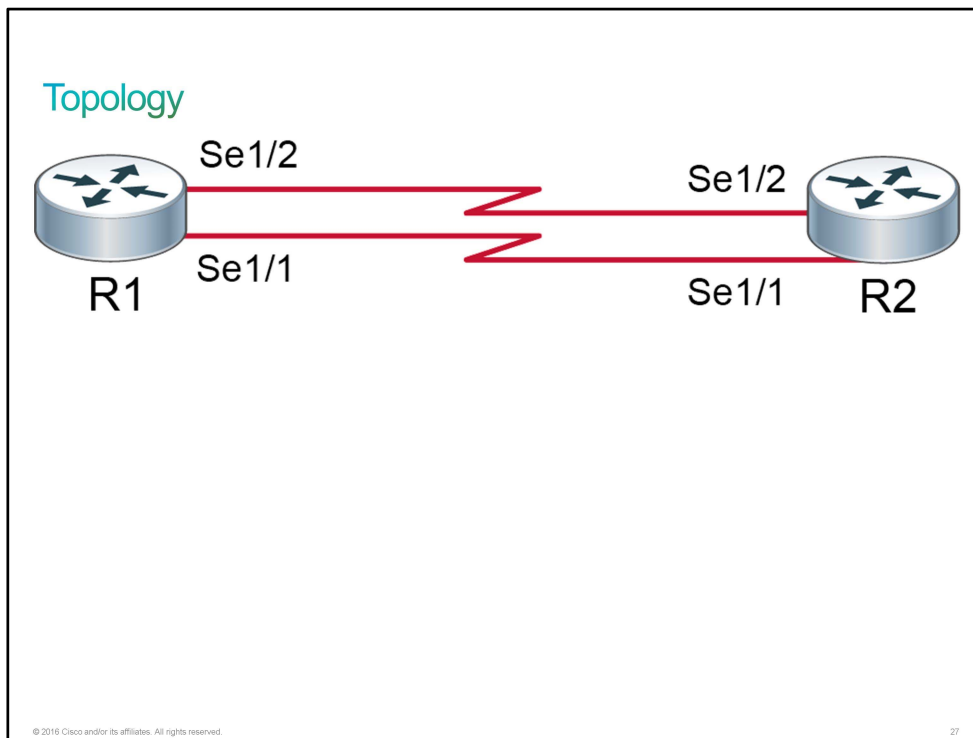 Topology
Se1/2
Se1/2
Se1/1
Se1/1
R1
R2
© 2016 Cisco and/or its affiliates. All rights reserved.
27